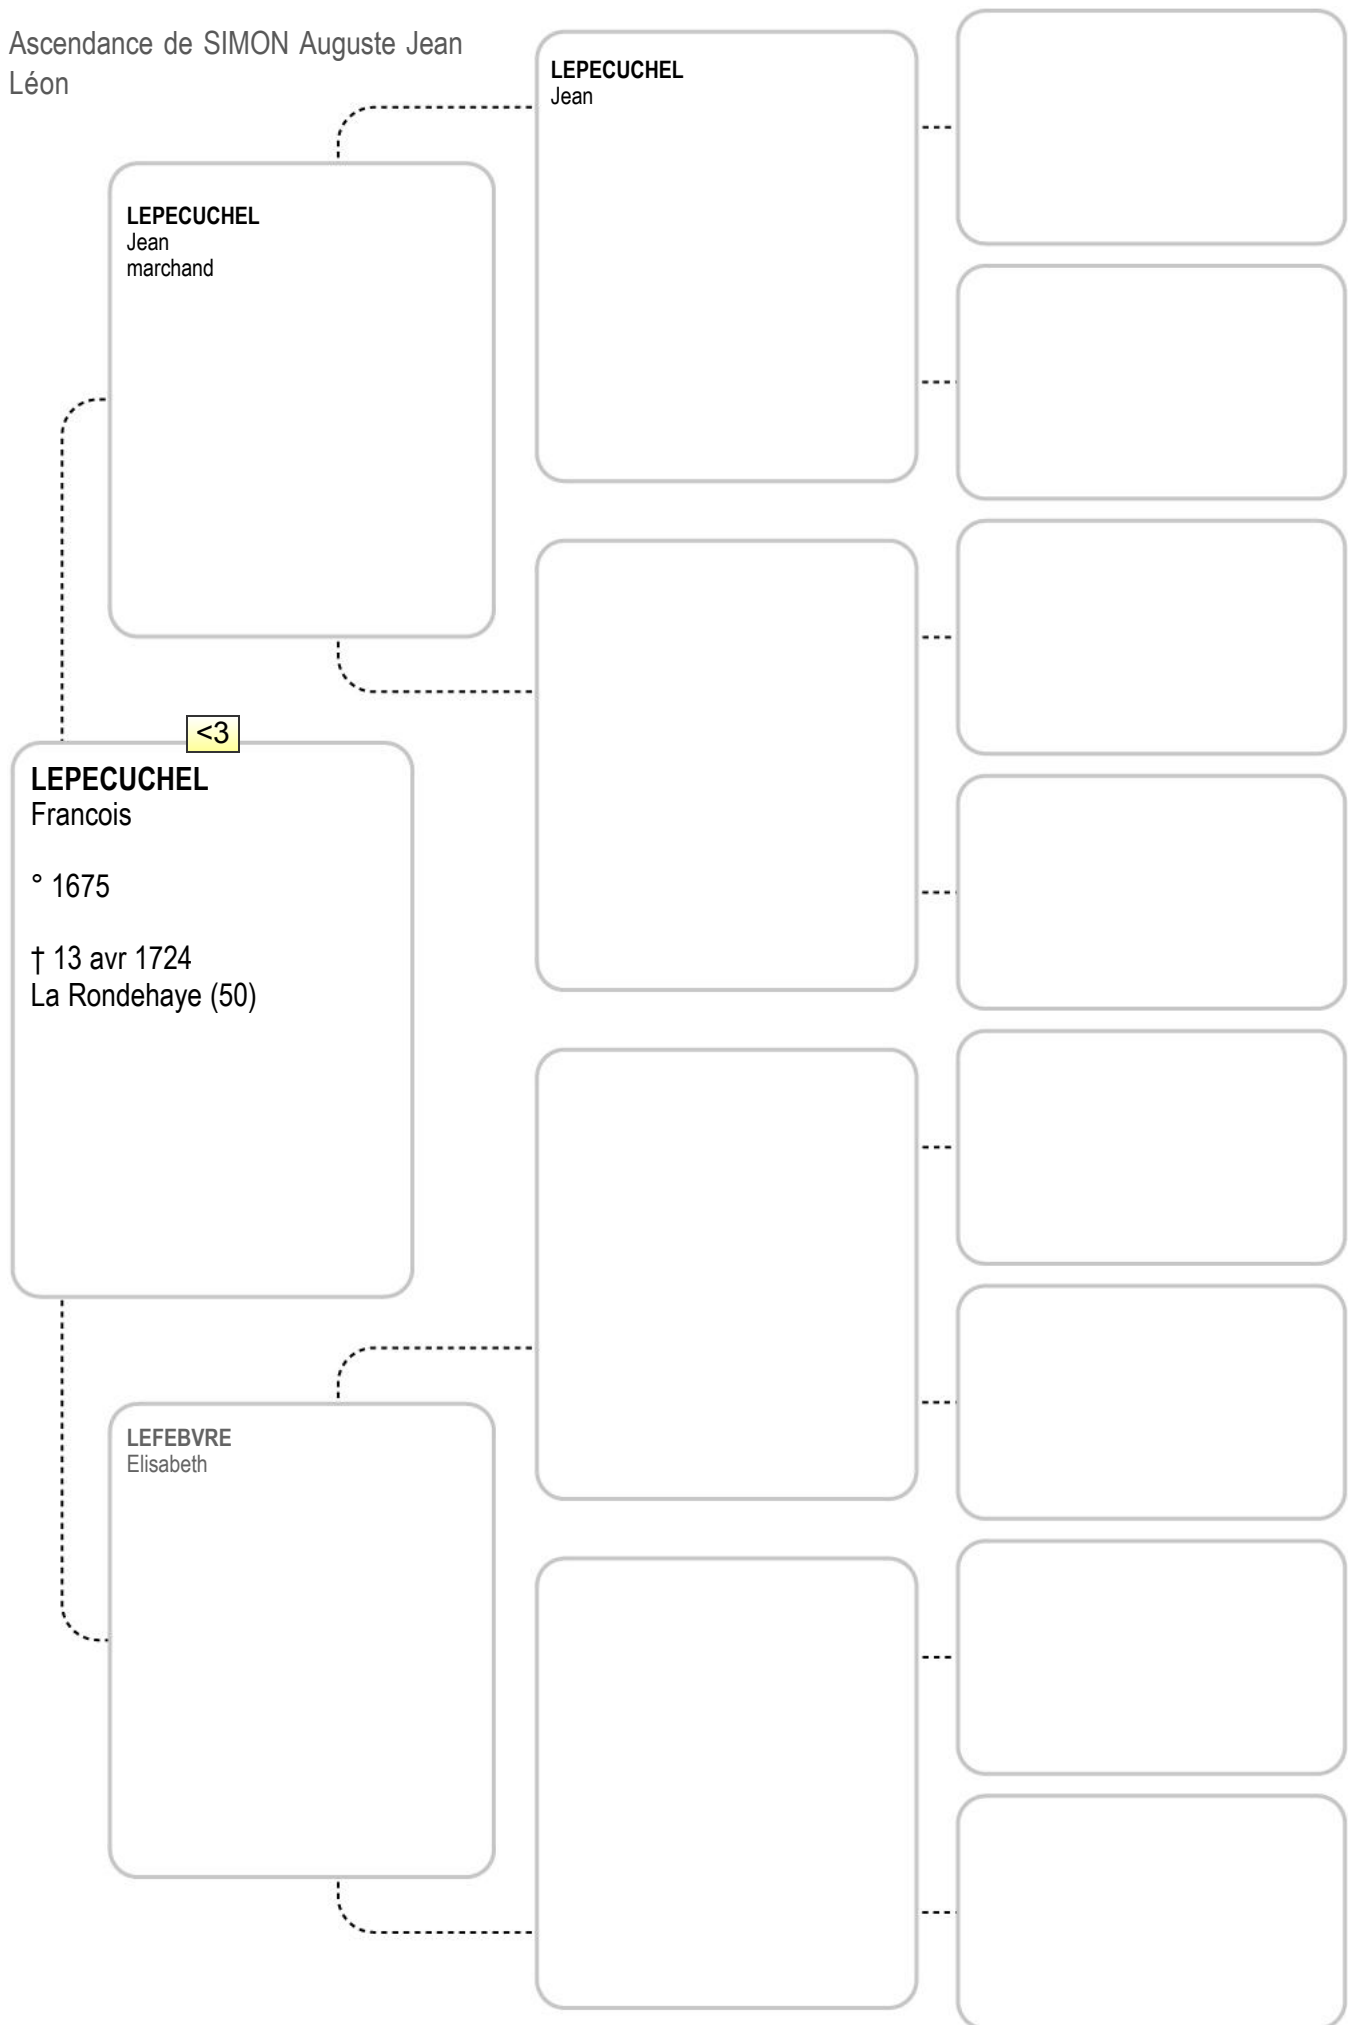 Ascendance de SIMON Auguste Jean
Léon
LEPECUCHEL
Jean
LEPECUCHEL
Jean
marchand
<3
LEPECUCHEL
Francois
° 1675
† 13 avr 1724
La Rondehaye (50)
LEFEBVRE
Elisabeth